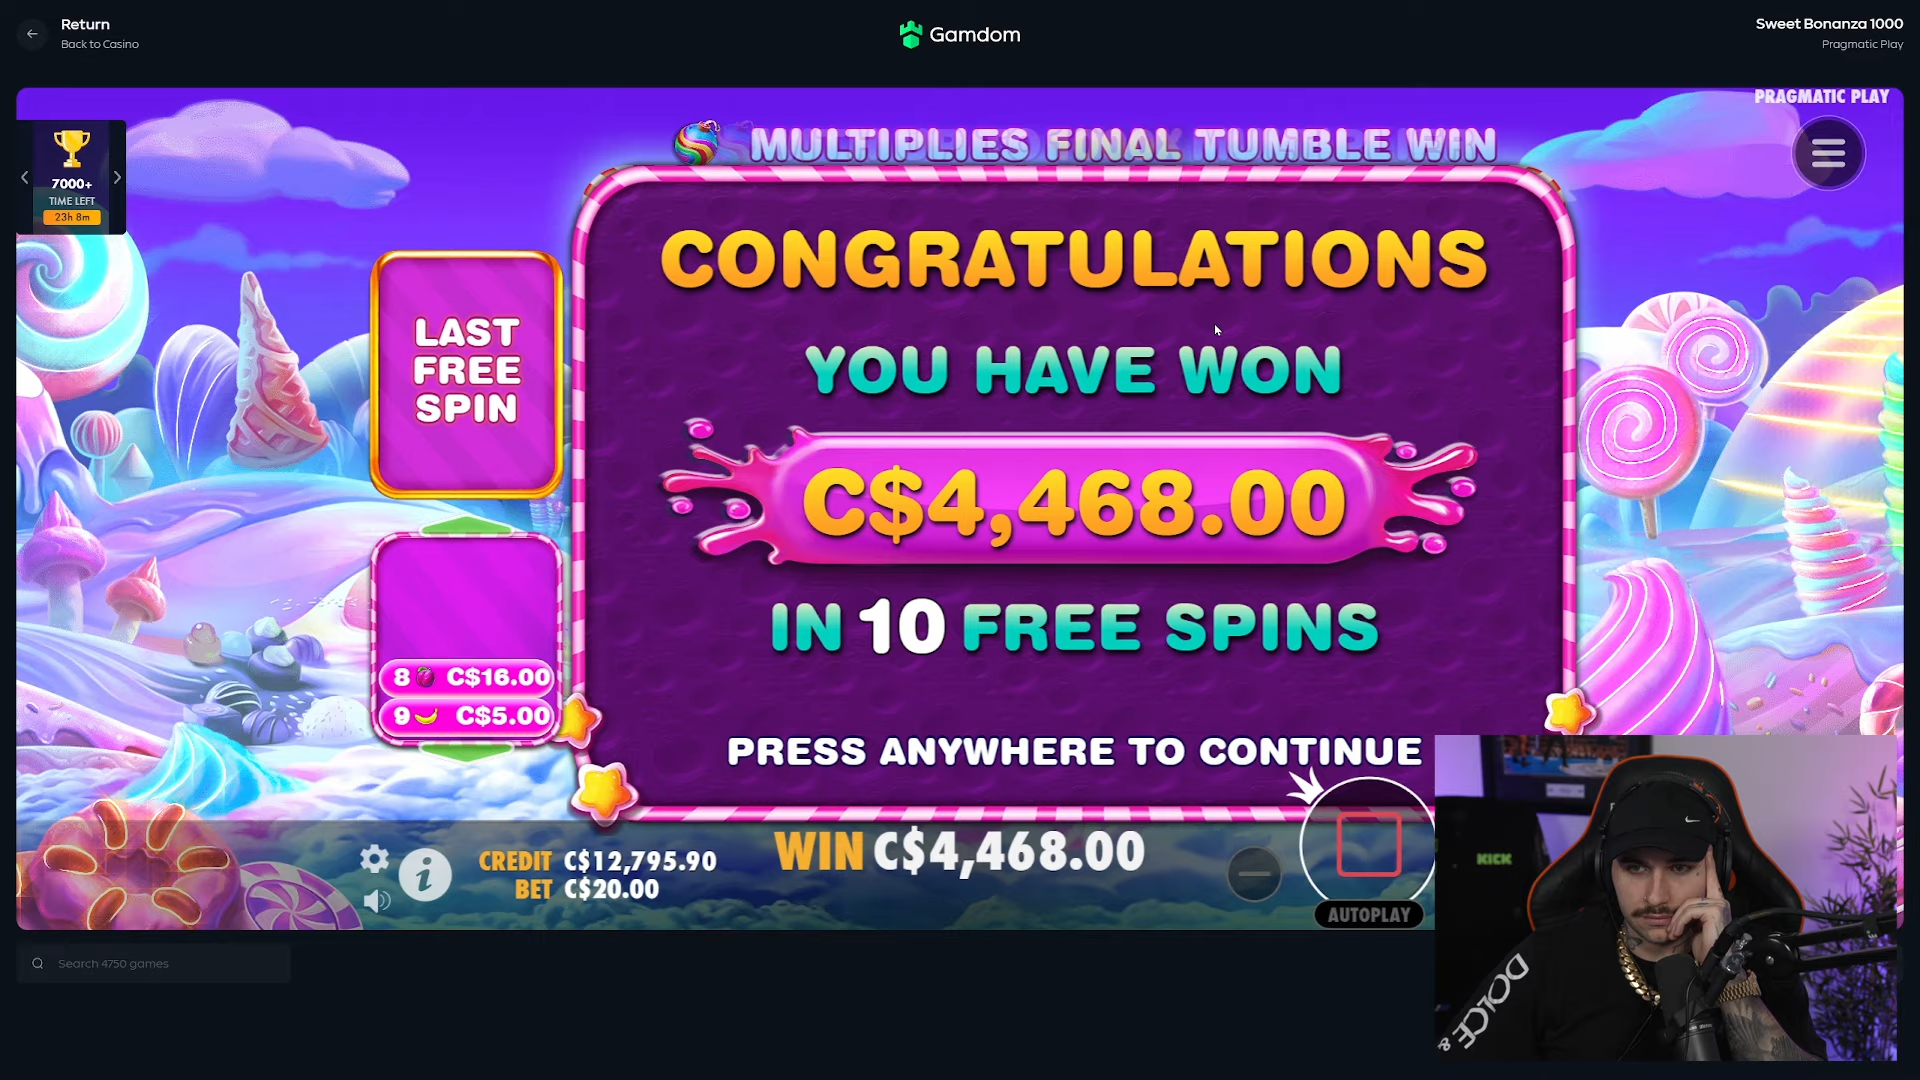 Return
Back to Casino
Gamdom
Sweet Bonanza 1000
Pragmatic Play
PRAGMATIC PLAY
7000+
TIME LEFT
23h 8m
MULTIPLIES FINAL TUMBLE WIN
CONGRATULATIONS
YOU HAVE WON
C$4,468.00
IN 10 FREE SPINS
PRESS ANYWHERE TO CONTINUE
LAST
FREE
SPIN
8 C$16.00
9 C$5.00
CREDIT C$12,795.90
BET C$20.00
WIN C$4,468.00
AUTOPLAY
Search 4750 games
KICK
DOLCE &